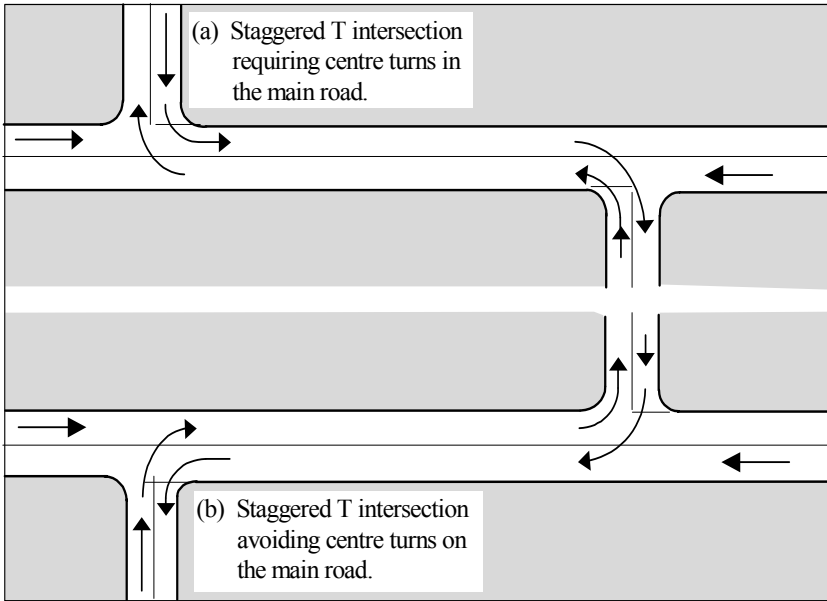 (a) Staggered T intersection
requiring centre turns in
the main road.
(b) Staggered T intersection
avoiding centre turns on
the main road.